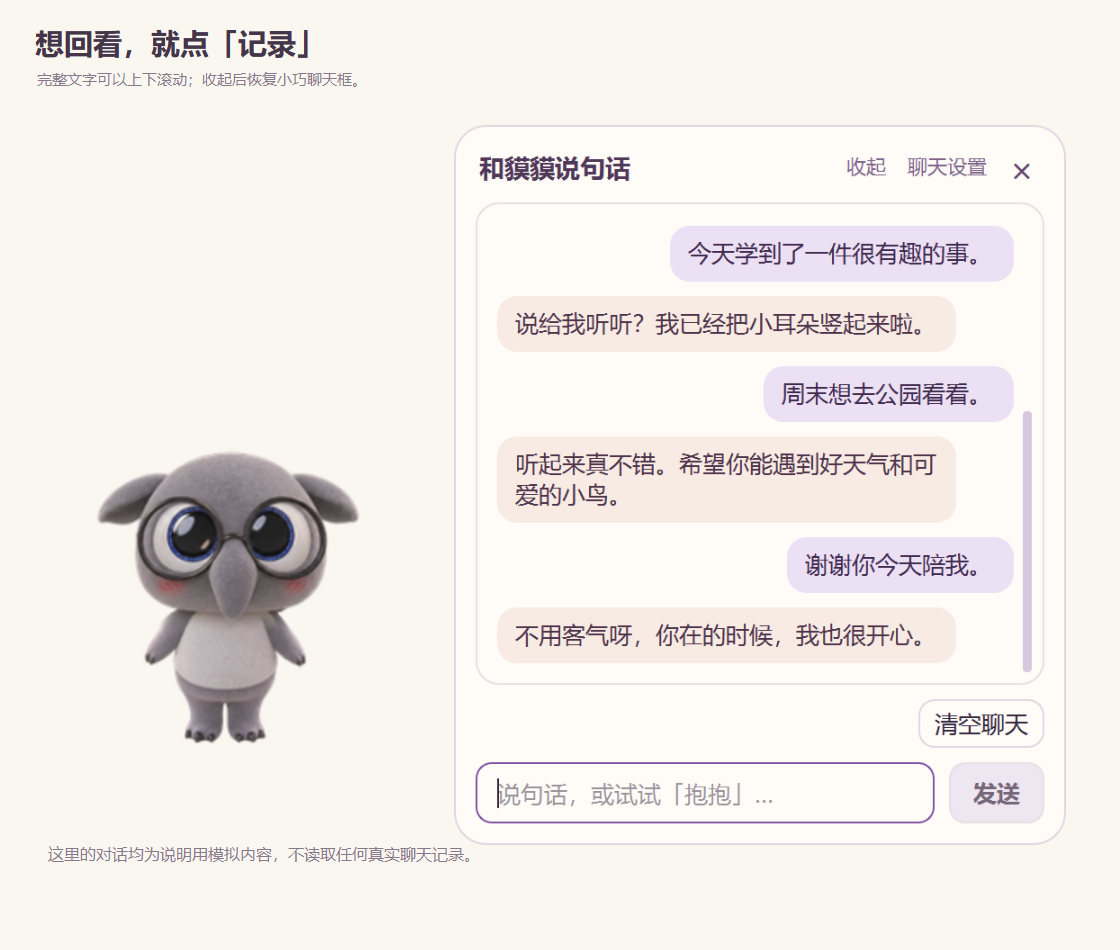 想回看，就点「记录」
完整文字可以上下滚动；收起后恢复小巧聊天框。
和貘貘说句话
收起 聊天设置 ×
今天学到了一件很有趣的事。
说给我听听？我已经把小耳朵竖起来啦。
周末想去公园看看。
听起来真不错。希望你能遇到好天气和可
爱的小鸟。
谢谢你今天陪我。
不用客气呀，你在的时候，我也很开心。
清空聊天
说句话，或试试「抱抱」...
发送
这里的对话均为说明用模拟内容，不读取任何真实聊天记录。